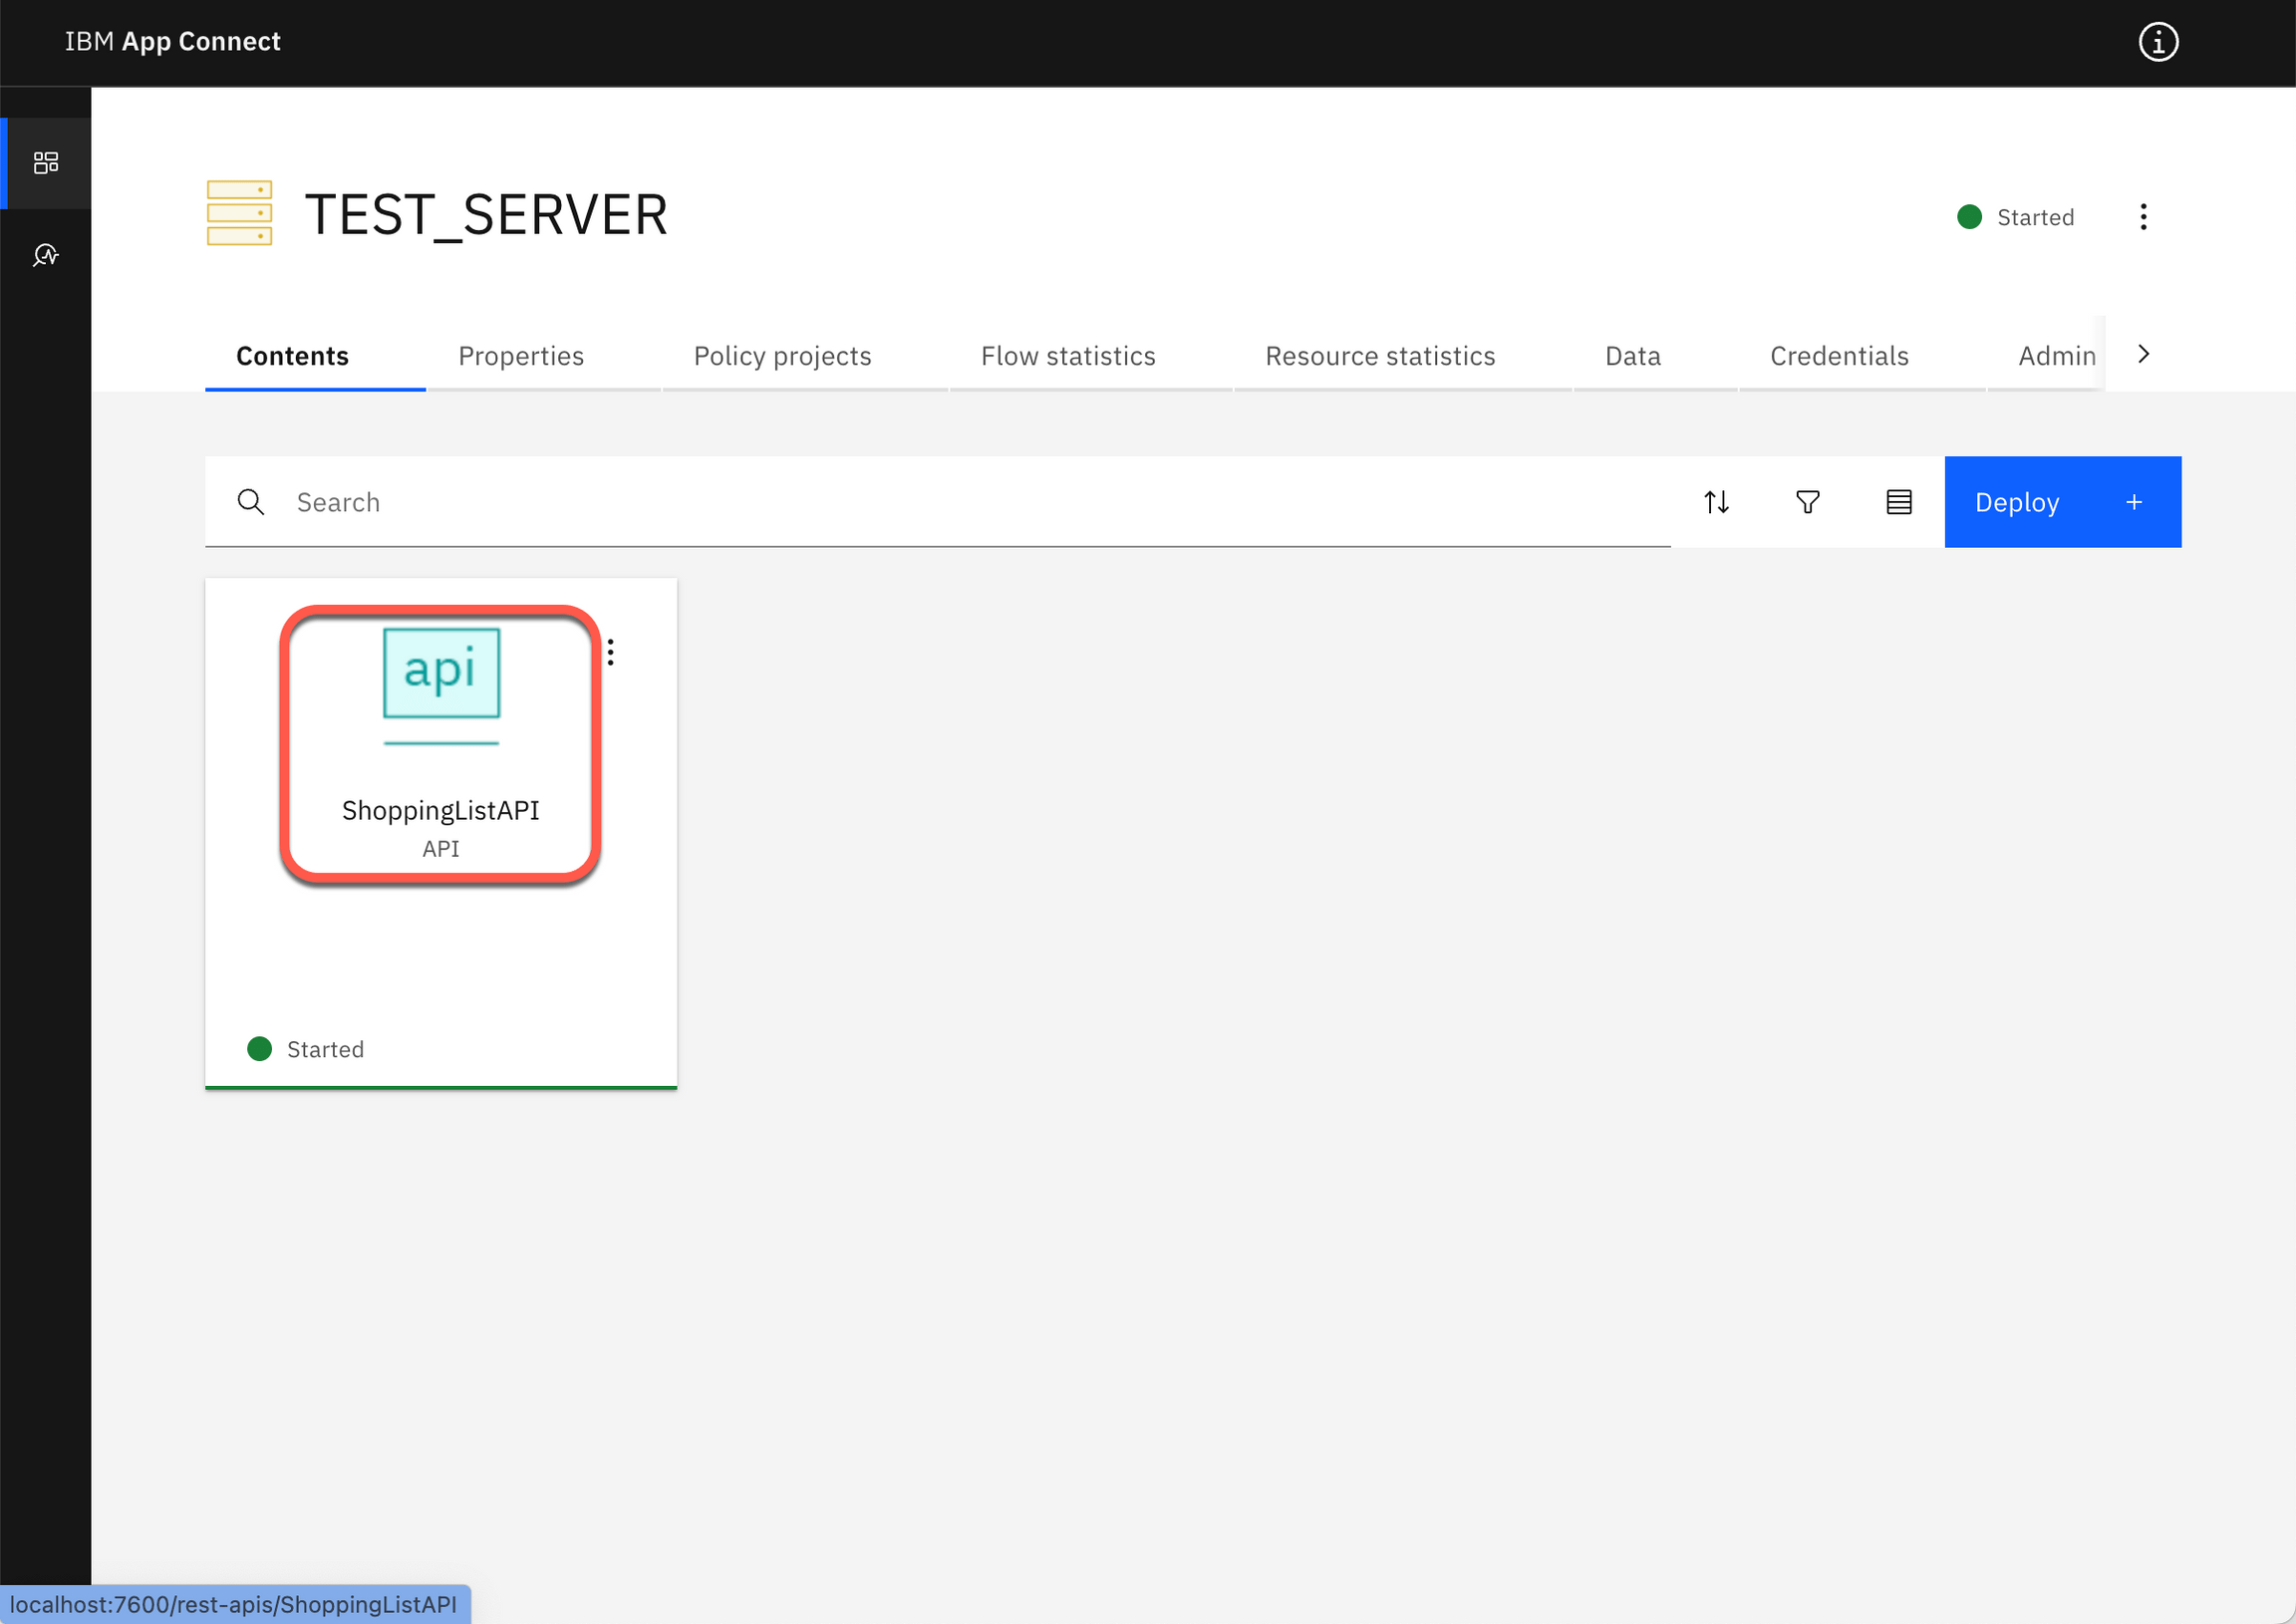 IBM App Connect
TEST_SERVER
Started
Contents Properties Policy projects Flow statistics Resource statistics Data Credentials Admin
Search
Deploy +
api
ShoppingListAPI
API
Started
localhost:7600/rest-apis/ShoppingListAPI